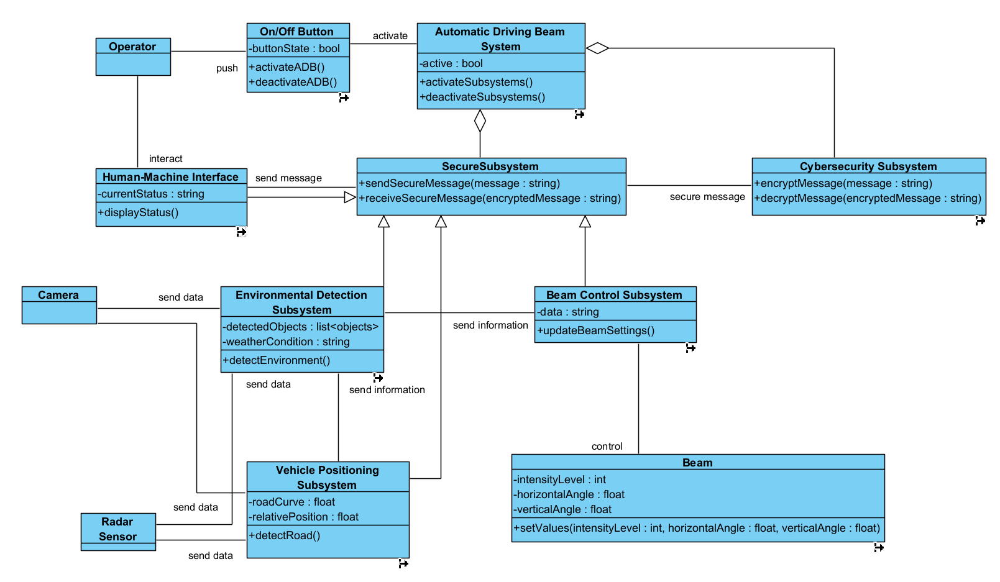 Operator
push
On/Off Button
-buttonState : bool
+activateADB()
+deactivateADB()
activate
Automatic Driving Beam
System
-active : bool
+activateSubsystems()
+deactivateSubsystems()
interact
Human-Machine Interface
-currentStatus : string
+displayStatus()
send message
SecureSubsystem
+sendSecureMessage(message : string)
+receiveSecureMessage(encryptedMessage : string)
secure message
Cybersecurity Subsystem
+encryptMessage(message : string)
+decryptMessage(encryptedMessage : string)
Camera
send data
Environmental Detection
Subsystem
-detectedObjects : list<objects>
-weatherCondition : string
+detectEnvironment()
send information
Beam Control Subsystem
-data : string
+updateBeamSettings()
send data
send information
control
Vehicle Positioning
Subsystem
-roadCurve : float
-relativePosition : float
+detectRoad()
Beam
-intensityLevel : int
-horizontalAngle : float
-verticalAngle : float
+setValues(intensityLevel : int, horizontalAngle : float, verticalAngle : float)
send data
Radar
Sensor
send data